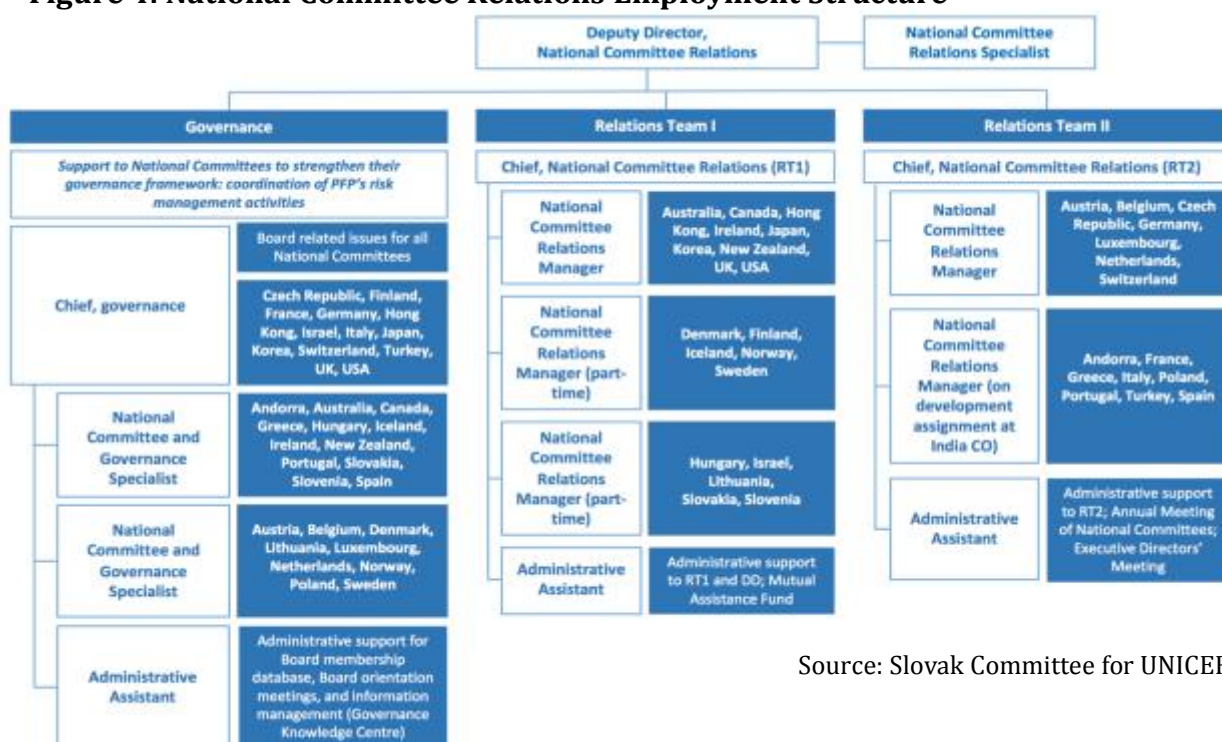 Figure 4: National Committee Relations Employment Structure
Deputy Director,
National Committee Relations
National Committee
Relations Specialist
Governance
Support to National Committees to strengthen their
governance framework: coordination of PFP's risk
management activities
Chief, governance
Board related issues for all
National Committees
Czech Republic, Finland,
France, Germany, Hong
Kong, Israel, Italy, Japan,
Korea, Switzerland, Turkey,
UK, USA
National
Committee and
Governance
Specialist
Andorra, Australia, Canada,
Greece, Hungary, Iceland,
Ireland, New Zealand,
Portugal, Slovakia,
Slovenia, Spain
National
Committee and
Governance
Specialist
Austria, Belgium, Denmark,
Lithuania, Luxembourg,
Netherlands, Norway,
Poland, Sweden
Administrative
Assistant
Administrative support for
Board membership
database, Board orientation
meetings, and information
management (Governance
Knowledge Centre)
Relations Team I
Chief, National Committee Relations (RT1)
National
Committee
Relations
Manager
Australia, Canada, Hong
Kong, Ireland, Japan,
Korea, New Zealand,
UK, USA
National
Committee
Relations
Manager (part-
time)
Denmark, Finland,
Iceland, Norway,
Sweden
National
Committee
Relations
Manager (part-
time)
Hungary, Israel,
Lithuania,
Slovakia, Slovenia
Administrative
Assistant
Administrative support
to RT1 and DD; Mutual
Assistance Fund
Relations Team II
Chief, National Committee Relations (RT2)
National
Committee
Relations
Manager
Austria, Belgium, Czech
Republic, Germany,
Luxembourg,
Netherlands,
Switzerland
National
Committee
Relations
Manager (on
development
assignment at
India CO)
Andorra, France,
Greece, Italy, Poland,
Portugal, Turkey, Spain
Administrative
Assistant
Administrative support
to RT2; Annual Meeting
of National Committees;
Executive Directors'
Meeting
Source: Slovak Committee for UNICEF